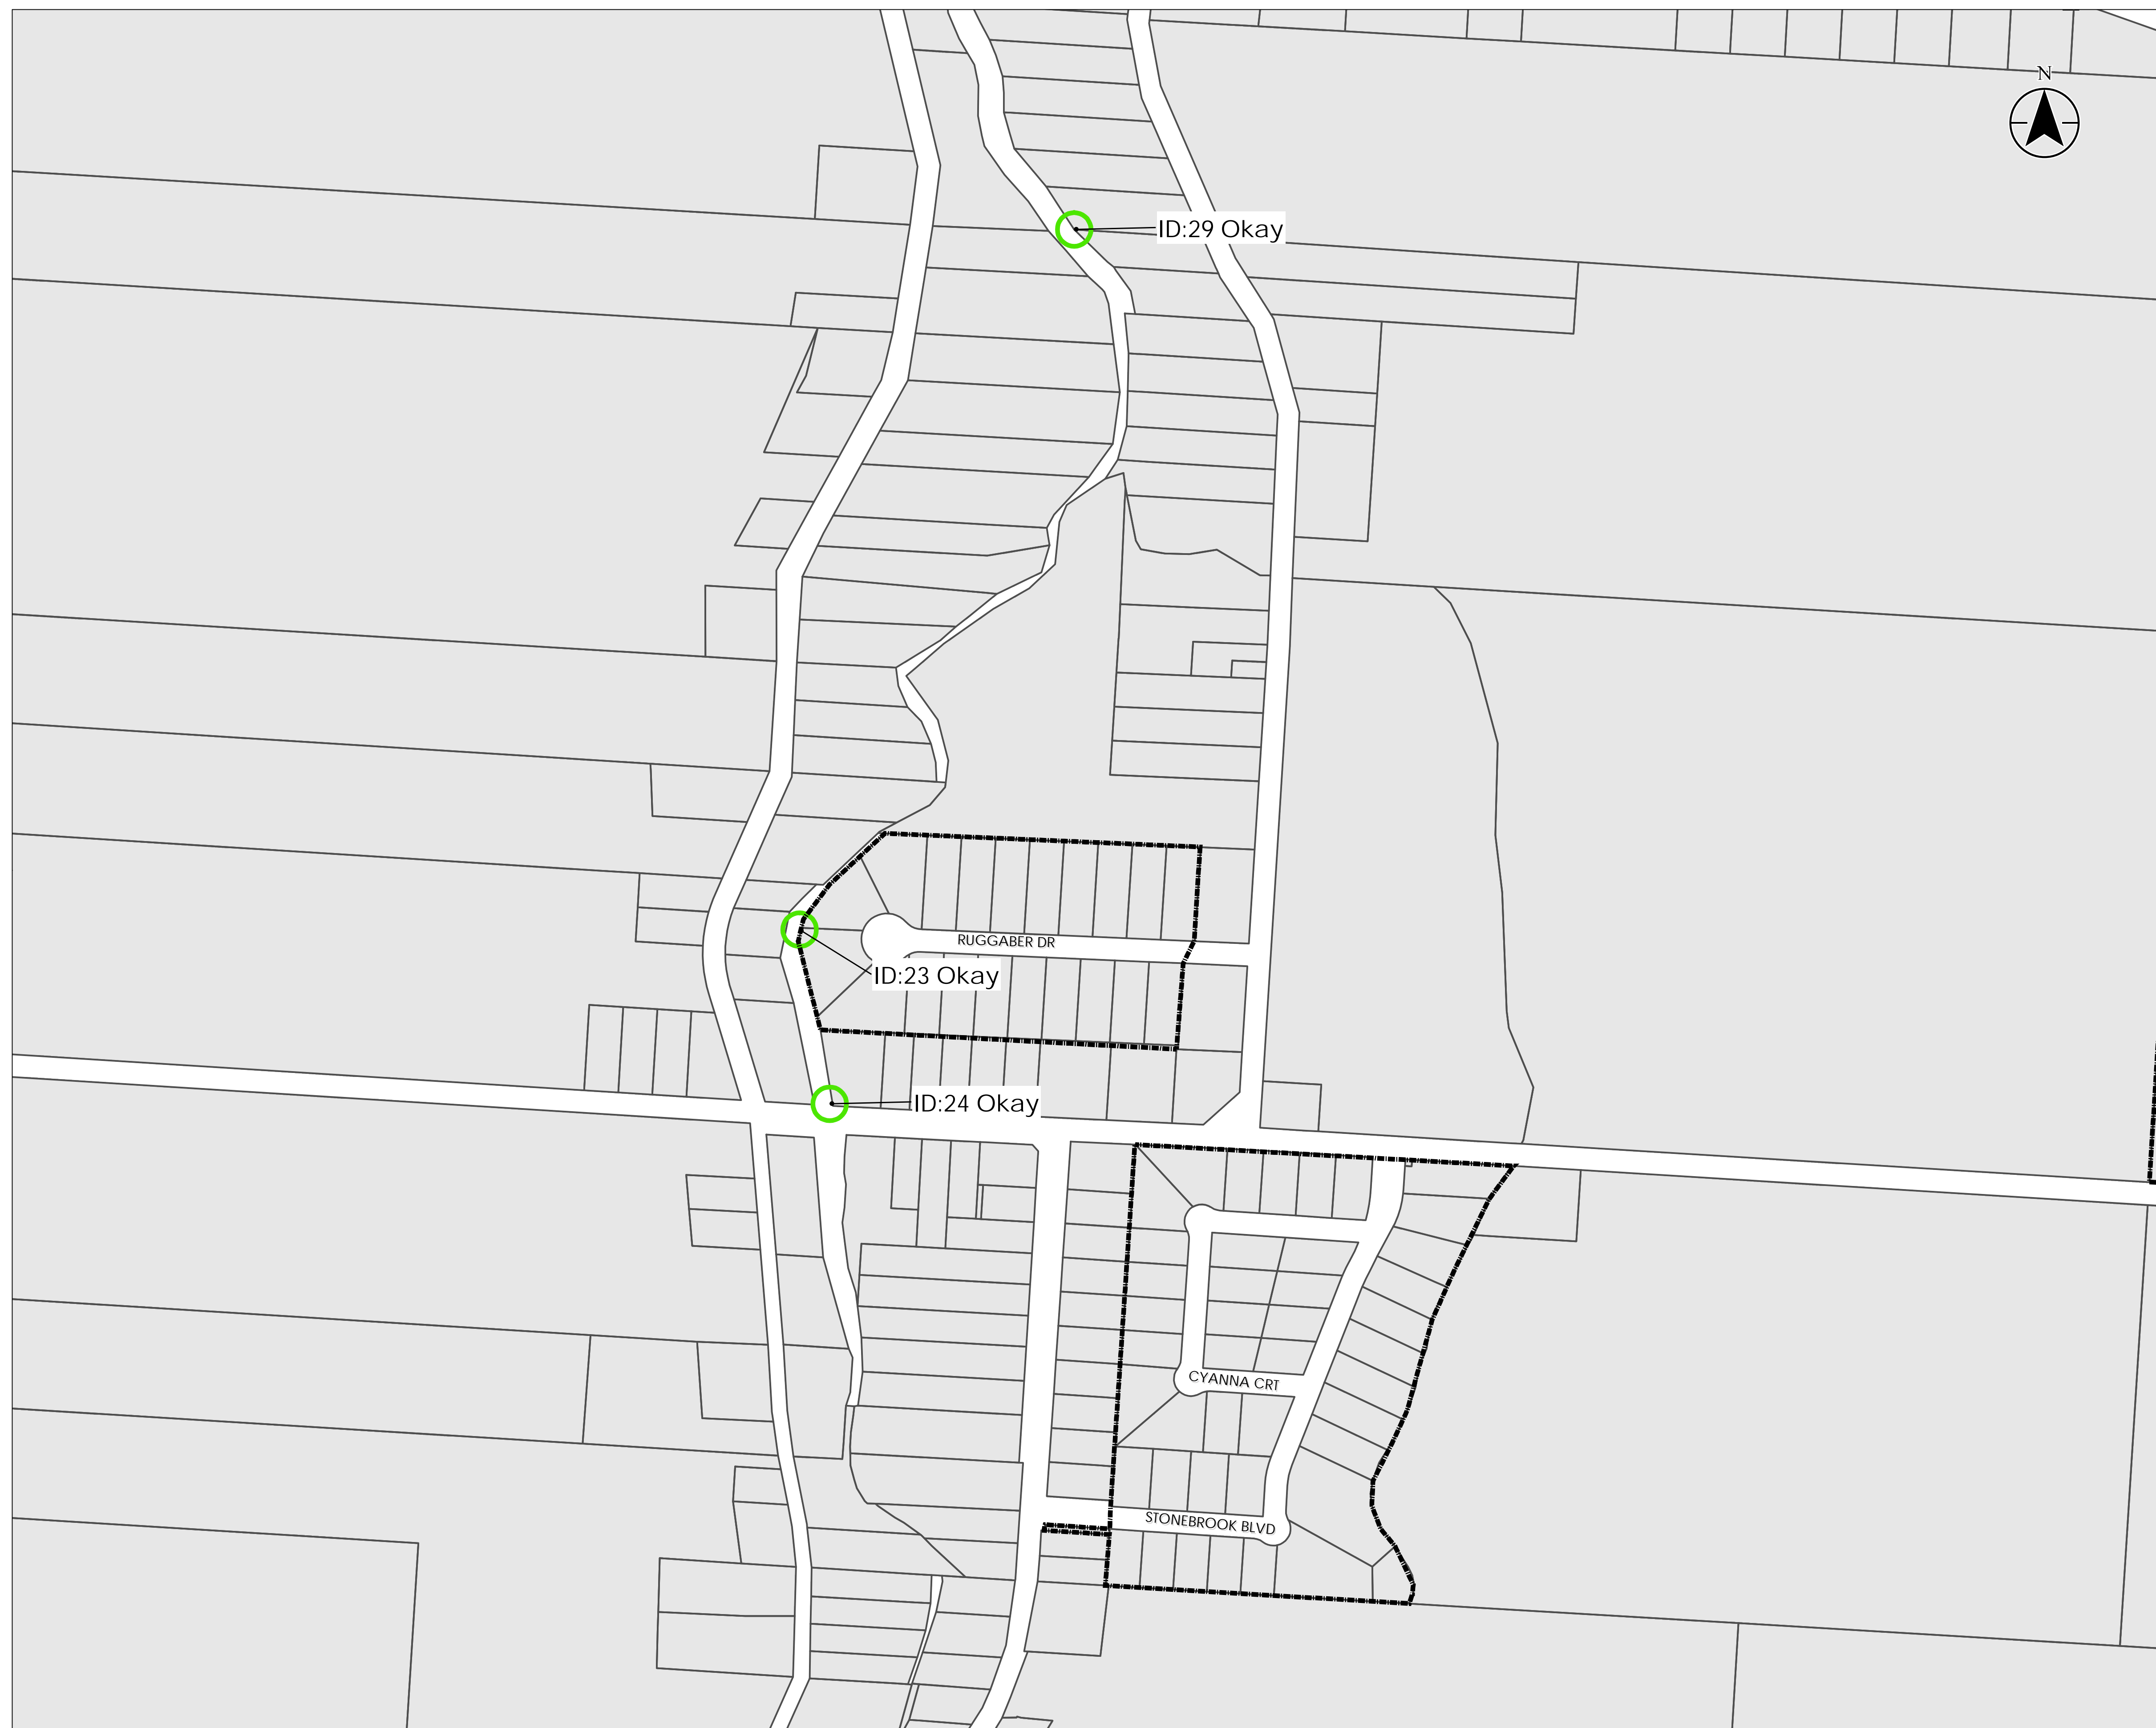 N
ID:29 Okay
RUGGABER DR
ID:23 Okay
ID:24 Okay
CYANNA CRT
STONEBROOK BLVD